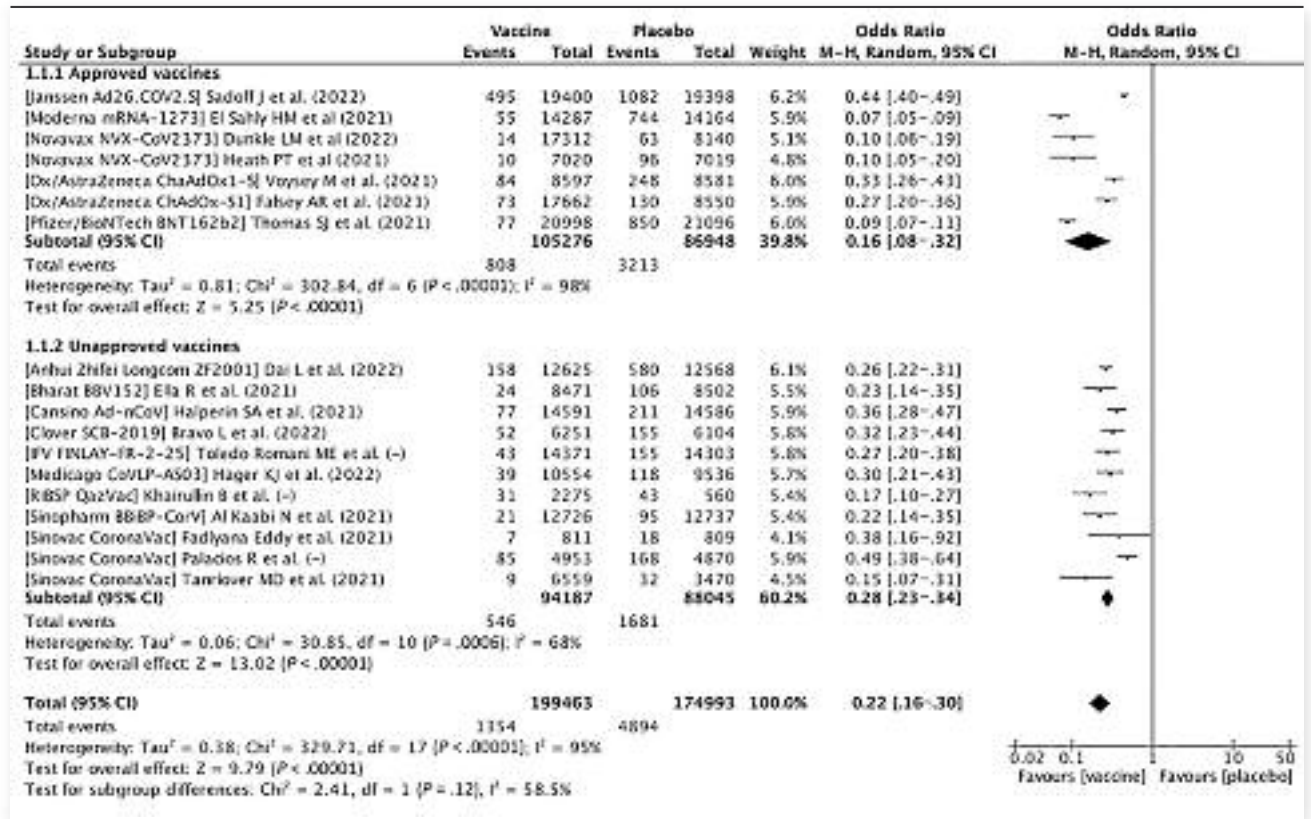 Vaccine Placebo Odds Ratio Odds Ratio
Study or Subgroup Events Total Events Total Weight M-H, Random, 95% CI M-H, Random, 95% CI
1.1.1 Approved vaccines
[Janssen Ad26.COV2.S] Sadoff J et al. (2022) 495 19400 1082 19398 6.2% 0.44 [.40-.49]
[Moderna mRNA-1273] El Sahly HM et al (2021) 55 14287 744 14164 5.9% 0.07 [.05-.09]
[Novavax NVX-CoV2373] Dunkle LM et al (2022) 14 17312 63 8140 5.1% 0.10 [.06-.19]
[Novavax NVX-CoV2373] Heath PT et al (2021) 10 7020 96 7019 4.8% 0.10 [.05-.20]
[Ox/AstraZeneca ChaAdOx1-S] Voysey M et al. (2021) 84 8597 248 8581 6.0% 0.33 [.26-.43]
[Ox/AstraZeneca ChAdOx-S1] Falsey AR et al. (2021) 73 17662 130 8550 5.9% 0.27 [.20-.36]
[Pfizer/BioNTech BNT162b2] Thomas SJ et al. (2021) 77 20998 850 21096 6.0% 0.09 [.07-.11]
Subtotal (95% CI) 105276 86948 39.8% 0.16 [.08-.32]
Total events 808 3213
Heterogeneity: Tau² = 0.81; Chi² = 302.84, df = 6 (P < .00001); I² = 98%
Test for overall effect: Z = 5.25 (P < .00001)
1.1.2 Unapproved vaccines
[Anhui Zhifei Longcom ZF2001] Dai L et al. (2022) 158 12625 580 12568 6.1% 0.26 [.22-.31]
[Bharat BBV152] Ella R et al. (2021) 24 8471 106 8502 5.5% 0.23 [.14-.35]
[Cansino Ad-nCoV] Halperin SA et al. (2021) 77 14591 211 14586 5.9% 0.36 [.28-.47]
[Clover SCB-2019] Bravo L et al. (2022) 52 6251 155 6104 5.8% 0.32 [.23-.44]
[IFV FINLAY-FR-2-25] Toledo Romani ME et al. (-) 43 14371 155 14303 5.7% 0.27 [.20-.38]
[Medicago CoVLP-AS03] Hager KJ et al. (2022) 39 10554 118 9536 5.7% 0.30 [.21-.43]
[RIBSP QazVac] Khairullin B et al. (-) 31 2275 43 560 5.4% 0.17 [.10-.27]
[Sinopharm BBIBP-CorV] Al Kaabi N et al. (2021) 21 12726 95 12737 5.4% 0.22 [.14-.35]
[Sinovac CoronaVac] Fadlyana Eddy et al. (2021) 7 811 18 809 4.1% 0.38 [.16-.92]
[Sinovac CoronaVac] Palacios R et al. (-) 85 4953 168 4870 5.9% 0.49 [.38-.64]
[Sinovac CoronaVac] Tanriover MD et al. (2021) 9 6559 32 3470 4.5% 0.15 [.07-.31]
Subtotal (95% CI) 94187 88045 60.2% 0.28 [.23-.34]
Total events 546 1681
Heterogeneity: Tau² = 0.06; Chi² = 30.85, df = 10 (P = .0006); I² = 68%
Test for overall effect: Z = 13.02 (P < .00001)
Total (95% CI) 199463 174993 100.0% 0.22 [.16-.30]
Total events 1354 4894
Heterogeneity: Tau² = 0.38; Chi² = 329.71, df = 17 (P < .00001); I² = 95%
Test for overall effect: Z = 9.79 (P < .00001)
Test for subgroup differences: Chi² = 2.41, df = 1 (P = .12), I² = 58.5%
0.02 0.1 1 10 50
Favours [vaccine] Favours [placebo]